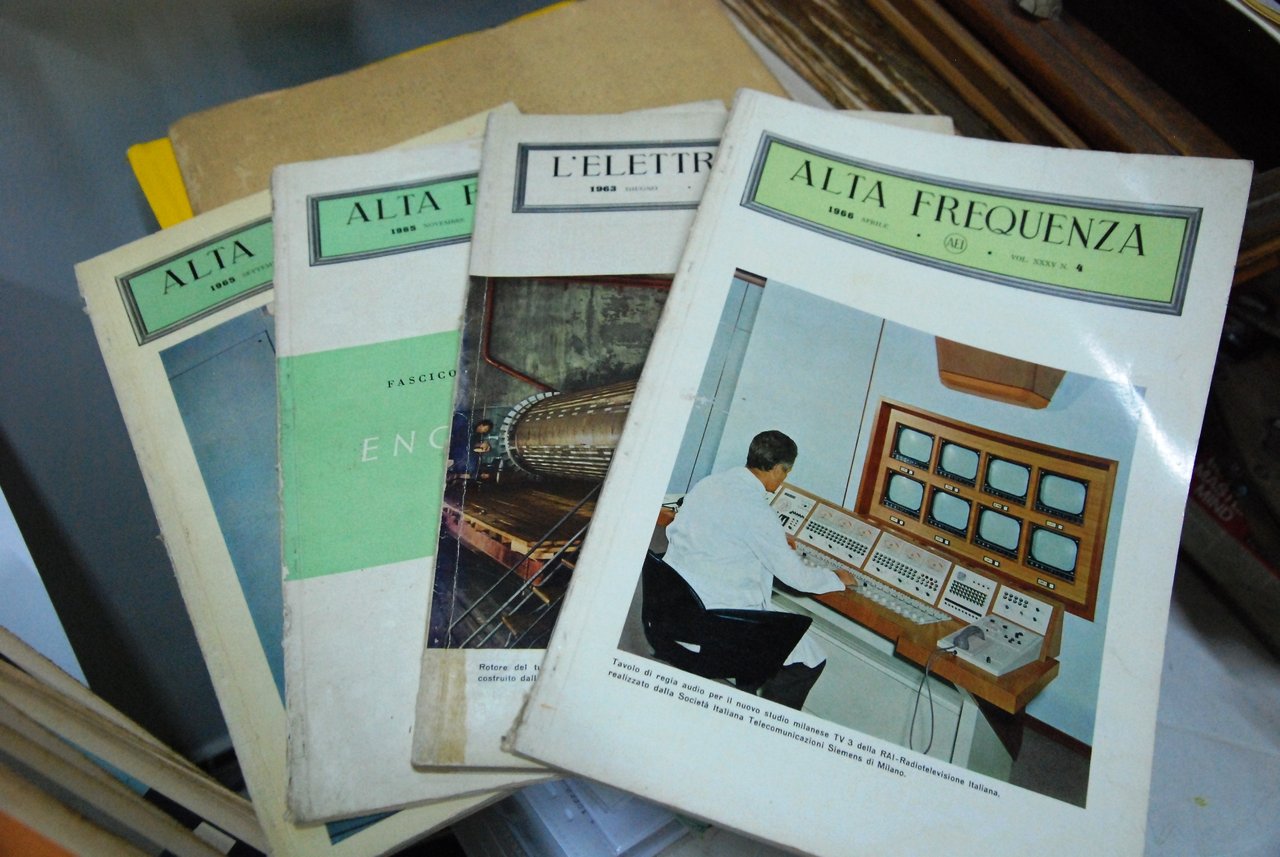 ALTA
1965
ALTA
1965 NOVEMBRE
FASCICO
ENC
L'ELETTR
1963 GIUGNO
Rotore del tu
costruito dall
ALTA FREQUENZA
1966 APRILE • AEI • VOL. XXXV N. 4
Tavolo di regia audio per il nuovo studio milanese TV 3 della RAI-Radiotelevisione Italiana,
realizzato dalla Società Italiana Telecomunicazioni Siemens di Milano.